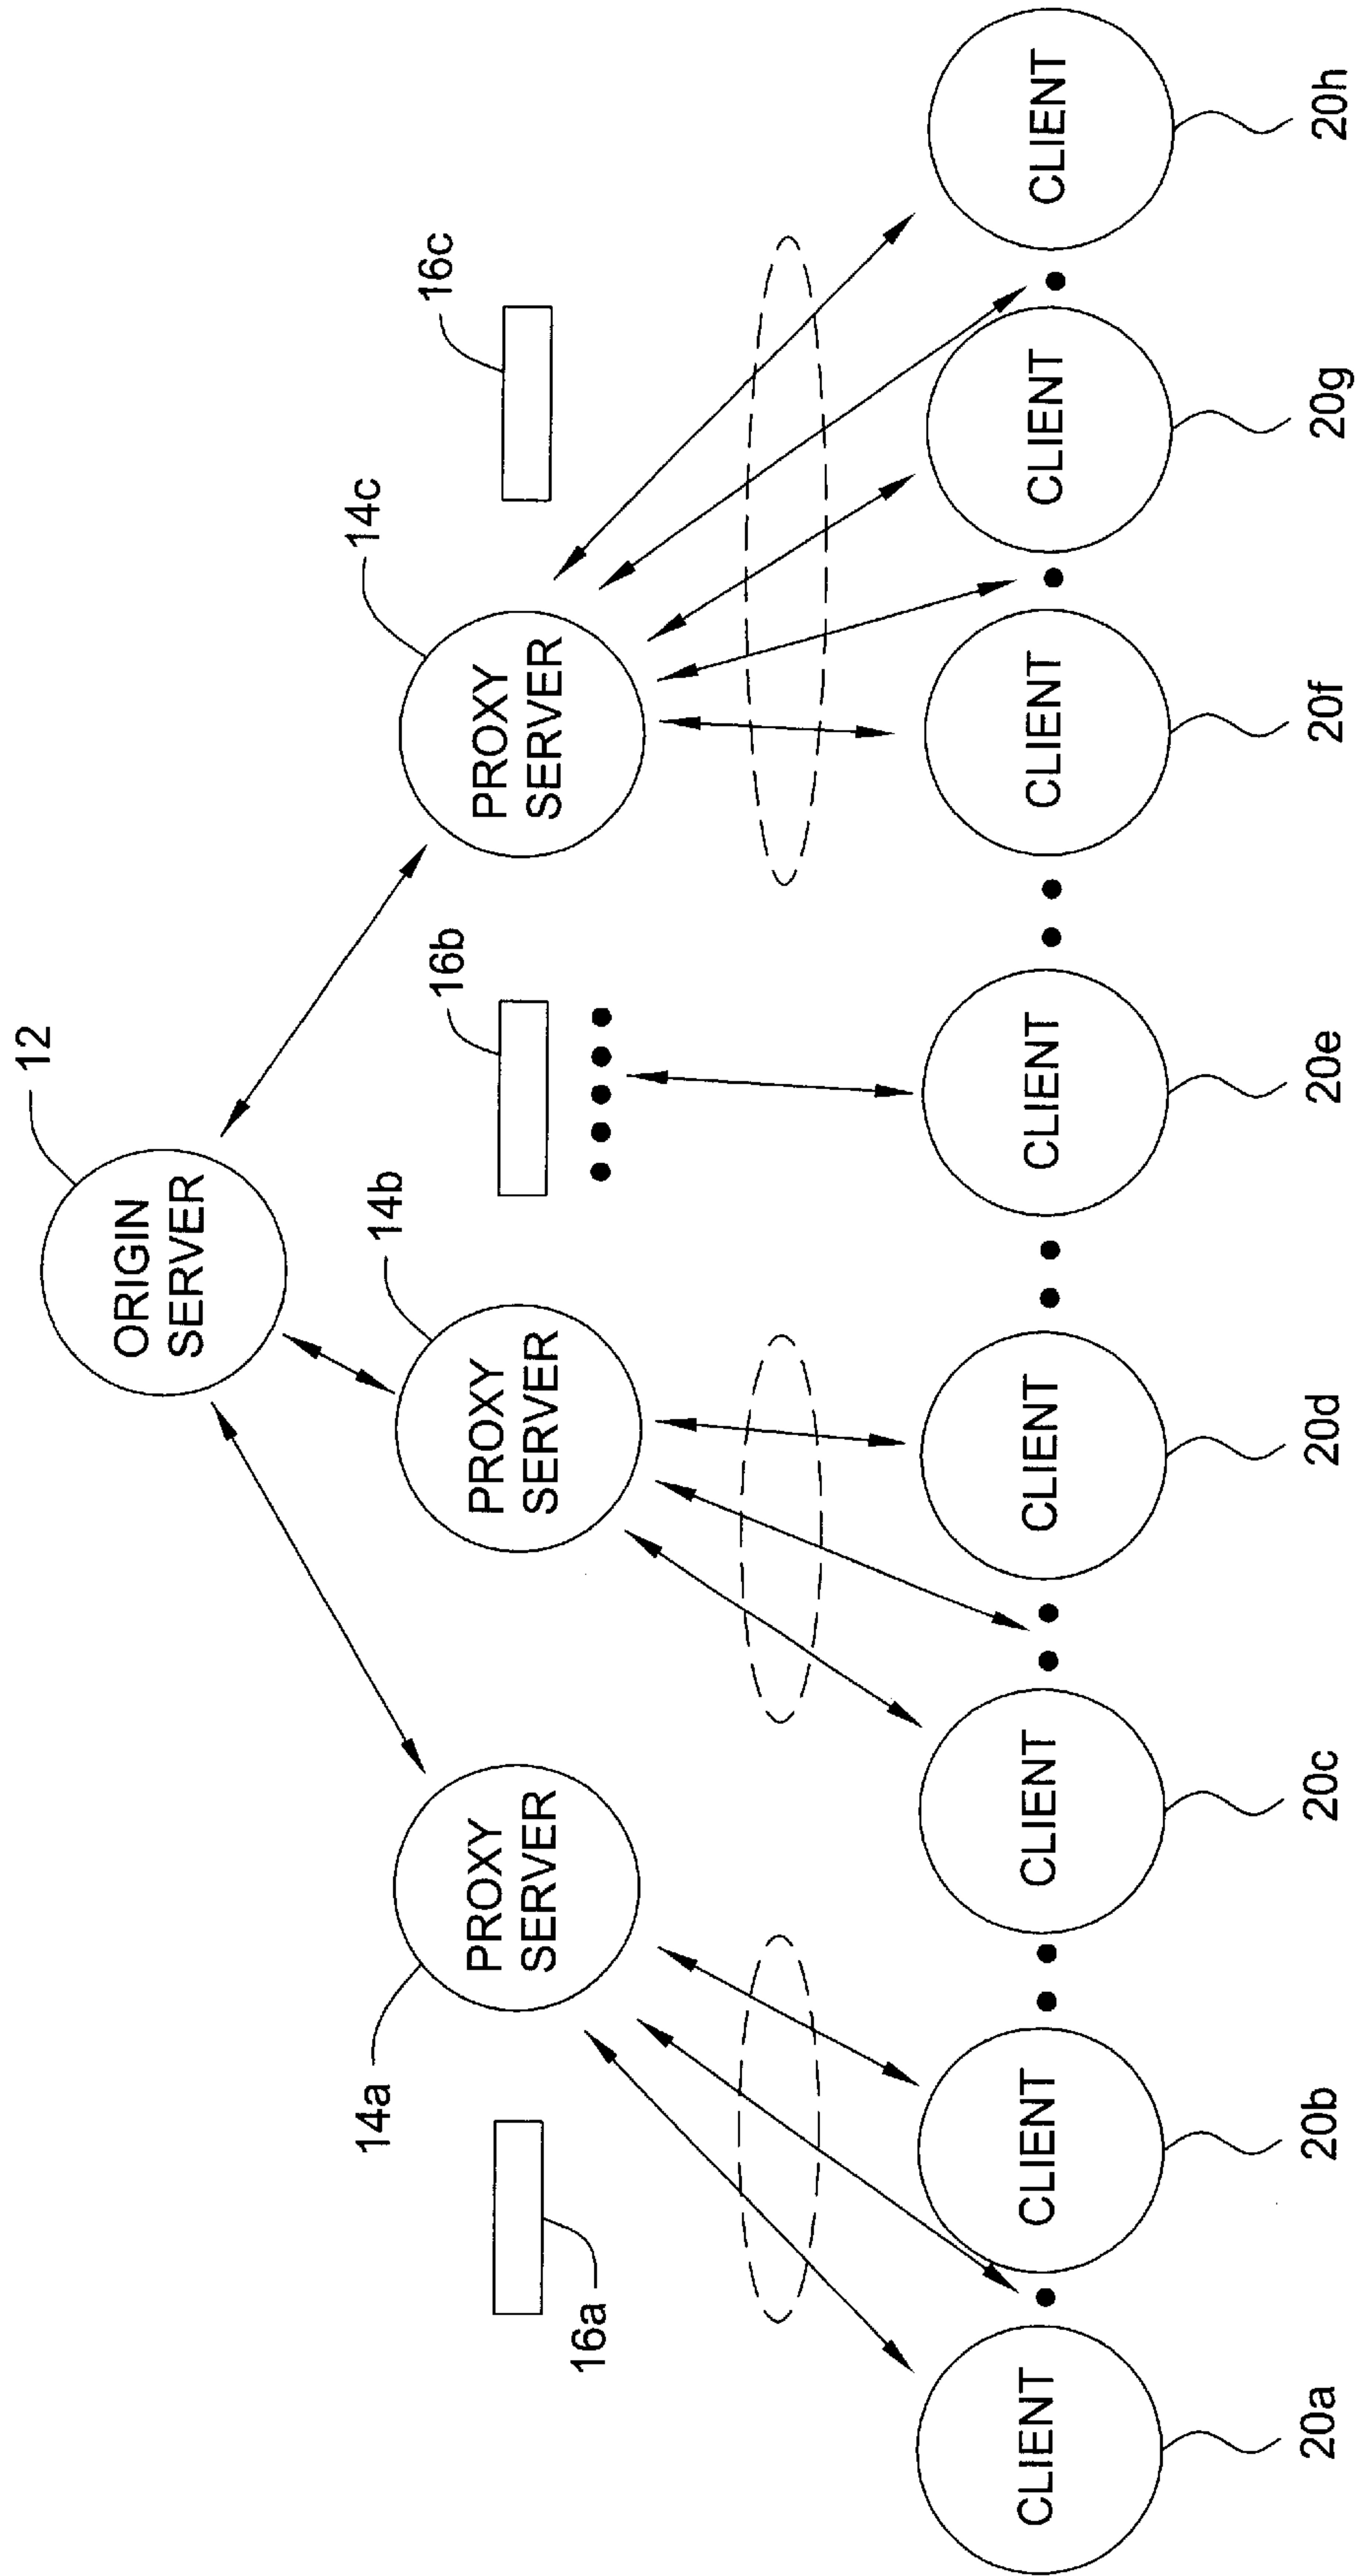 12
ORIGIN
SERVER
14a
PROXY
SERVER
14b
PROXY
SERVER
14c
PROXY
SERVER
16a
16b
16c
CLIENT
CLIENT
CLIENT
CLIENT
CLIENT
CLIENT
CLIENT
CLIENT
20a
20b
20c
20d
20e
20f
20g
20h